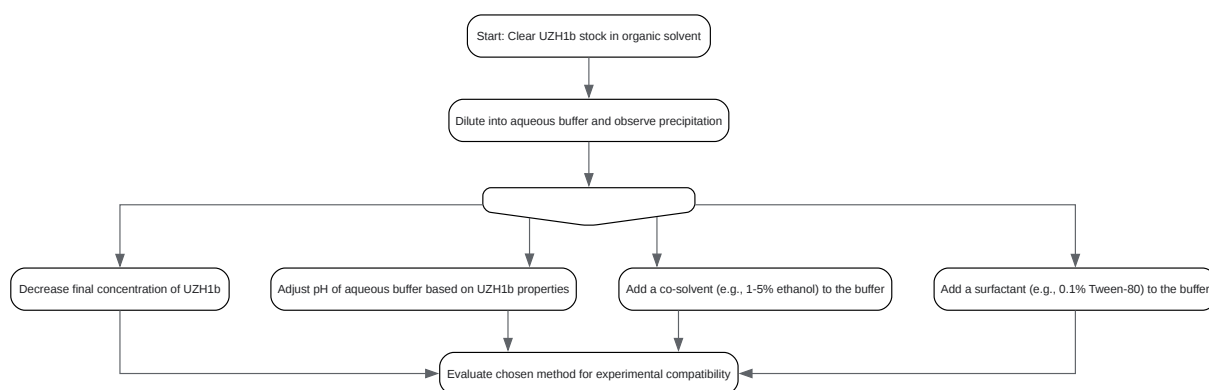 Start: Clear UZH1b stock in organic solvent
Dilute into aqueous buffer and observe precipitation
Decrease final concentration of UZH1b
Adjust pH of aqueous buffer based on UZH1b properties
Add a co-solvent (e.g., 1-5% ethanol) to the buffer
Add a surfactant (e.g., 0.1% Tween-80) to the buffer
Evaluate chosen method for experimental compatibility